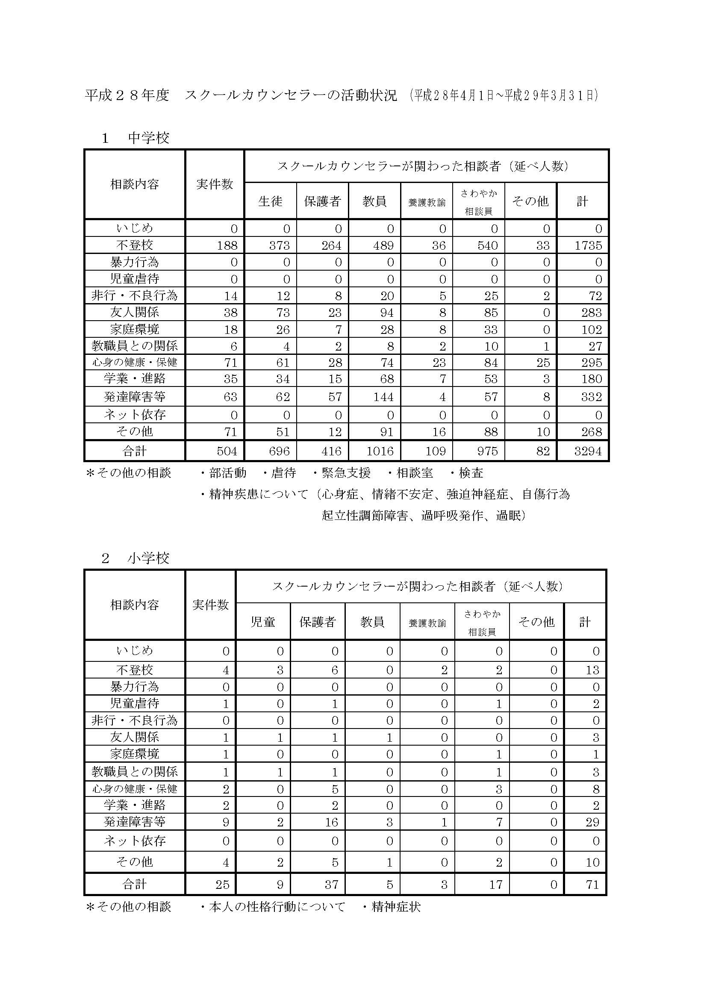 平成２８年度　スクールカウンセラーの活動状況　(平成２８年４月１日～平成２９年３月３１日)
１　中学校
相談内容 実件数 スクールカウンセラーが関わった相談者（延べ人数）
生徒 保護者 教員 養護教諭 さわやか相談員 その他 計
いじめ 0 0 0 0 0 0 0 0
不登校 188 373 264 489 36 540 33 1735
暴力行為 0 0 0 0 0 0 0 0
児童虐待 0 0 0 0 0 0 0 0
非行・不良行為 14 12 8 20 5 25 2 72
友人関係 38 73 23 94 8 85 0 283
家庭環境 18 26 7 28 8 33 0 102
教職員との関係 6 4 2 8 2 10 1 27
心身の健康・保健 71 61 28 74 23 84 25 295
学業・進路 35 34 15 68 7 53 3 180
発達障害等 63 62 57 144 4 57 8 332
ネット依存 0 0 0 0 0 0 0 0
その他 71 51 12 91 16 88 10 268
合計 504 696 416 1016 109 975 82 3294
＊その他の相談　　・部活動　・虐待　・緊急支援　・相談室　・検査
・精神疾患について（心身症、情緒不安定、強迫神経症、自傷行為
起立性調節障害、過呼吸発作、過眠）
２　小学校
相談内容 実件数 スクールカウンセラーが関わった相談者（延べ人数）
児童 保護者 教員 養護教諭 さわやか相談員 その他 計
いじめ 0 0 0 0 0 0 0 0
不登校 4 3 6 0 2 2 0 13
暴力行為 0 0 0 0 0 0 0 0
児童虐待 1 0 1 0 0 1 0 2
非行・不良行為 0 0 0 0 0 0 0 0
友人関係 1 1 1 1 0 0 0 3
家庭環境 1 0 0 0 0 1 0 1
教職員との関係 1 1 1 0 0 1 0 3
心身の健康・保健 2 0 5 0 0 3 0 8
学業・進路 2 0 2 0 0 0 0 2
発達障害等 9 2 16 3 1 7 0 29
ネット依存 0 0 0 0 0 0 0 0
その他 4 2 5 1 0 2 0 10
合計 25 9 37 5 3 17 0 71
＊その他の相談　　・本人の性格行動について　・精神症状